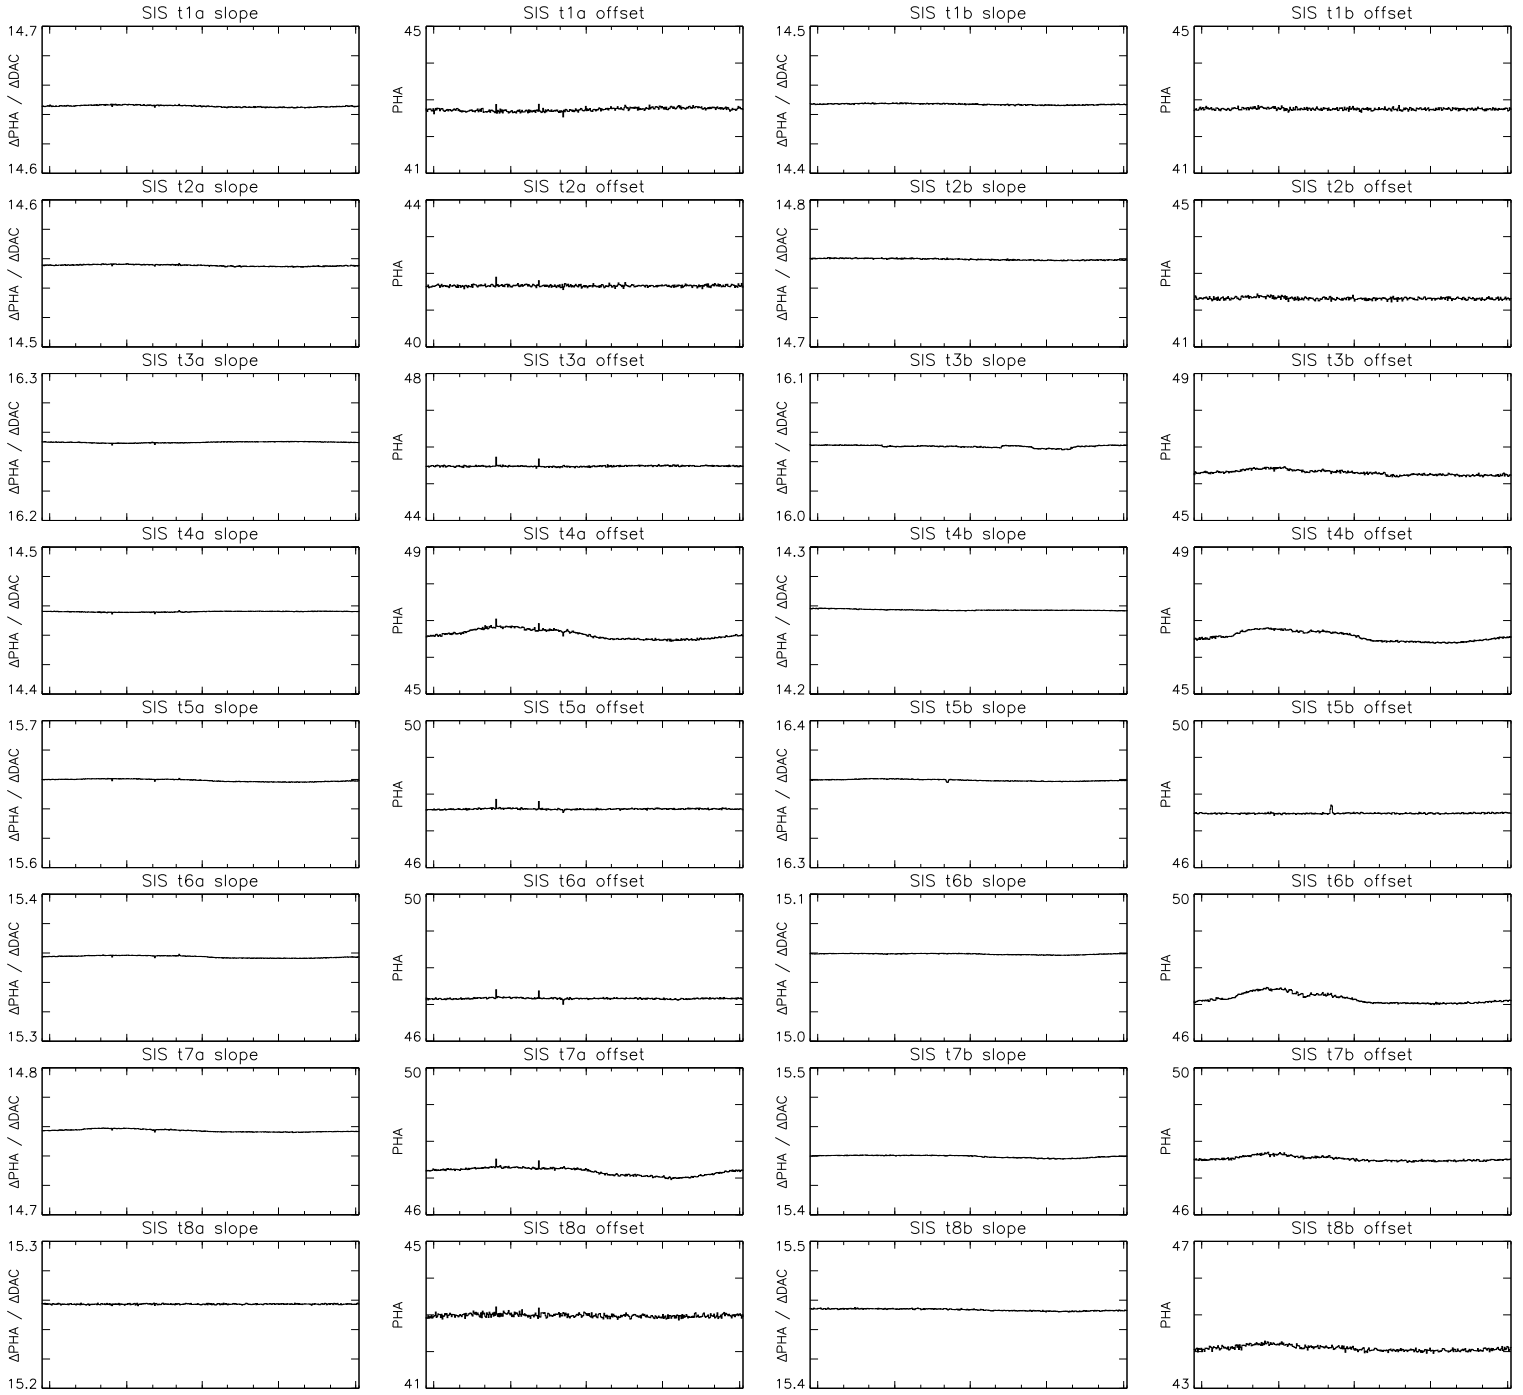 SIS t1a slope SIS t1a offset SIS t1b slope SIS t1b offset
14.7 45 14.5 45
ΔPHA / ΔDAC PHA ΔPHA / ΔDAC PHA
14.6 41 14.4 41
SIS t2a slope SIS t2a offset SIS t2b slope SIS t2b offset
14.6 44 14.8 45
ΔPHA / ΔDAC PHA ΔPHA / ΔDAC PHA
14.5 40 14.7 41
SIS t3a slope SIS t3a offset SIS t3b slope SIS t3b offset
16.3 48 16.1 49
ΔPHA / ΔDAC PHA ΔPHA / ΔDAC PHA
16.2 44 16.0 45
SIS t4a slope SIS t4a offset SIS t4b slope SIS t4b offset
14.5 49 14.3 49
ΔPHA / ΔDAC PHA ΔPHA / ΔDAC PHA
14.4 45 14.2 45
SIS t5a slope SIS t5a offset SIS t5b slope SIS t5b offset
15.7 50 16.4 50
ΔPHA / ΔDAC PHA ΔPHA / ΔDAC PHA
15.6 46 16.3 46
SIS t6a slope SIS t6a offset SIS t6b slope SIS t6b offset
15.4 50 15.1 50
ΔPHA / ΔDAC PHA ΔPHA / ΔDAC PHA
15.3 46 15.0 46
SIS t7a slope SIS t7a offset SIS t7b slope SIS t7b offset
14.8 50 15.5 50
ΔPHA / ΔDAC PHA ΔPHA / ΔDAC PHA
14.7 46 15.4 46
SIS t8a slope SIS t8a offset SIS t8b slope SIS t8b offset
15.3 45 15.5 47
ΔPHA / ΔDAC PHA ΔPHA / ΔDAC PHA
15.2 41 15.4 43